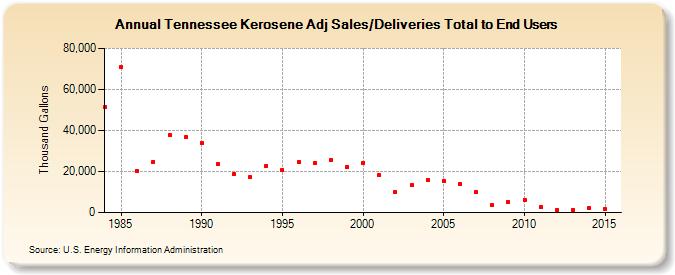 Annual Tennessee Kerosene Adj Sales/Deliveries Total to End Users
Thousand Gallons
80,000
60,000
40,000
20,000
0
1985 1990 1995 2000 2005 2010 2015
Source: U.S. Energy Information Administration